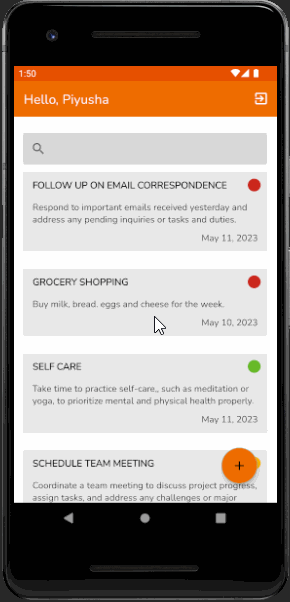 1:50
Hello, Piyusha
FOLLOW UP ON EMAIL CORRESPONDENCE
Respond to important emails received yesterday and
address any pending inquiries or tasks and duties.
May 11, 2023
GROCERY SHOPPING
Buy milk, bread, eggs and cheese for the week.
May 10, 2023
SELF CARE
Take time to practice self-care,, such as meditation or
yoga, to prioritize mental and physical health properly.
May 11, 2023
SCHEDULE TEAM MEETING
Coordinate a team meeting to discuss project progress,
assign tasks, and address any challenges or major